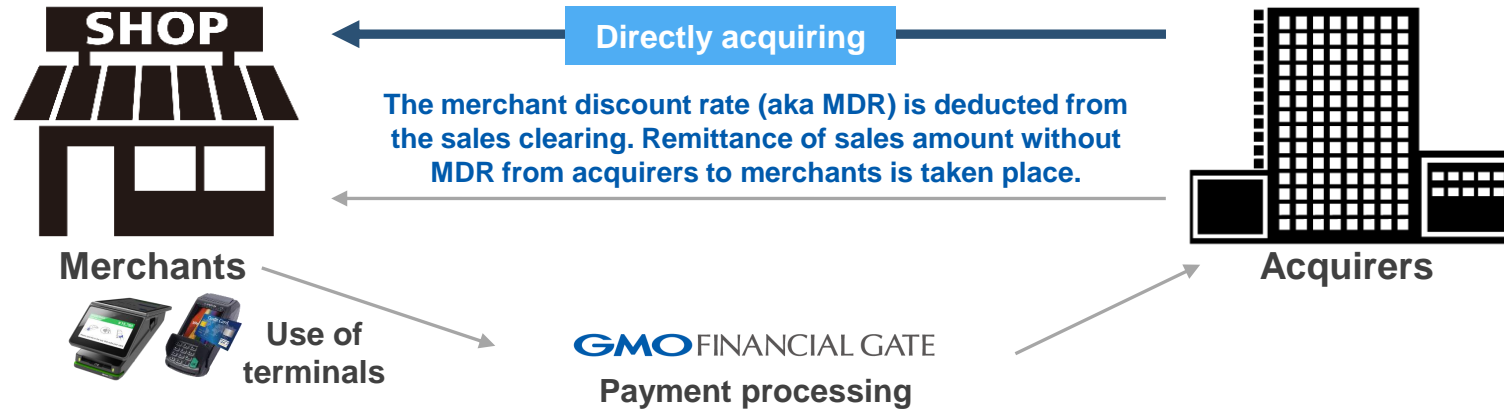 SHOP
Directly acquiring
The merchant discount rate (aka MDR) is deducted from
the sales clearing. Remittance of sales amount without
MDR from acquirers to merchants is taken place.
Merchants
Acquirers
Use of
terminals
GMO FINANCIAL GATE
Payment processing